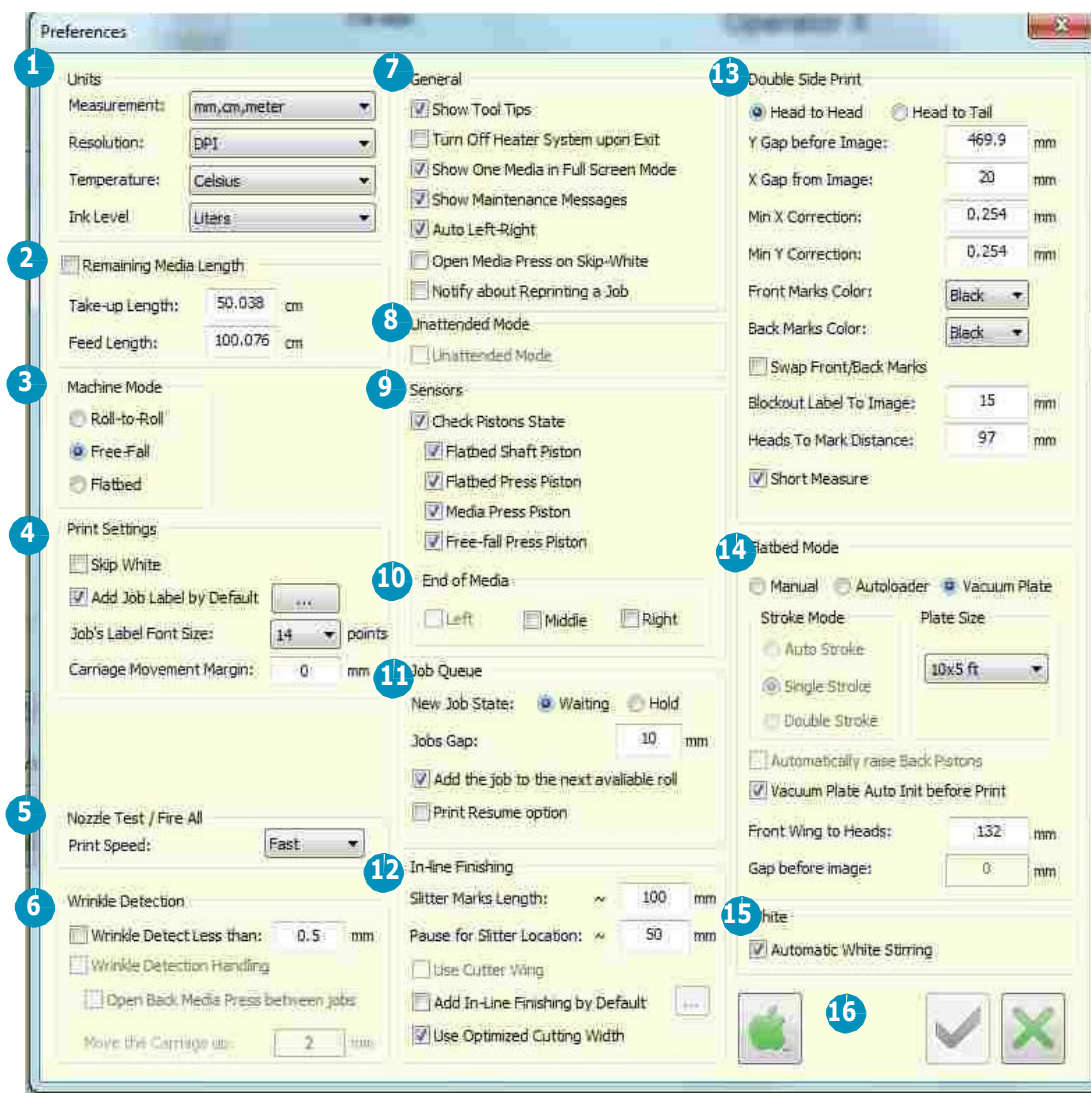 Preferences
1
Units
Measurement: mm,cm,meter
Resolution: DPI
Temperature: Celsius
Ink Level Liters
2
Remaining Media Length
Take-up Length: 50.038 cm
Feed Length: 100.076 cm
3
Machine Mode
Roll-to-Roll
Free-Fall
Flatbed
4
Print Settings
Skip White
Add Job Label by Default ...
Job's Label Font Size: 14 points
Carriage Movement Margin: 0 mm
5
Nozzle Test / Fire All
Print Speed: Fast
6
Wrinkle Detection
Wrinkle Detect Less than: 0.5 mm
Wrinkle Detection Handling
Open Back Media Press between jobs
Move the Carriage up: 2 mm
7
General
Show Tool Tips
Turn Off Heater System upon Exit
Show One Media in Full Screen Mode
Show Maintenance Messages
Auto Left-Right
Open Media Press on Skip-White
Notify about Reprinting a Job
8
Unattended Mode
Unattended Mode
9
Sensors
Check Pistons State
Flatbed Shaft Piston
Flatbed Press Piston
Media Press Piston
Free-fall Press Piston
10
End of Media
Left Middle Right
11
Job Queue
New Job State: Waiting Hold
Jobs Gap: 10 mm
Add the job to the next available roll
Print Resume option
12
In-line Finishing
Slitter Marks Length: ~ 100 mm
Pause for Slitter Location: ~ 50 mm
Use Cutter Wing
Add In-Line Finishing by Default ...
Use Optimized Cutting Width
13
Double Side Print
Head to Head Head to Tail
Y Gap before Image: 469.9 mm
X Gap from Image: 20 mm
Min X Correction: 0.254 mm
Min Y Correction: 0.254 mm
Front Marks Color: Black
Back Marks Color: Black
Swap Front/Back Marks
Blockout Label To Image: 15 mm
Heads To Mark Distance: 97 mm
Short Measure
14
Flatbed Mode
Manual Autoloader Vacuum Plate
Stroke Mode
Auto Stroke
Single Stroke
Double Stroke
Plate Size
10x5 ft
Automatically raise Back Pistons
Vacuum Plate Auto Init before Print
Front Wing to Heads: 132 mm
Gap before image: 0 mm
15
White
Automatic White Stirring
16